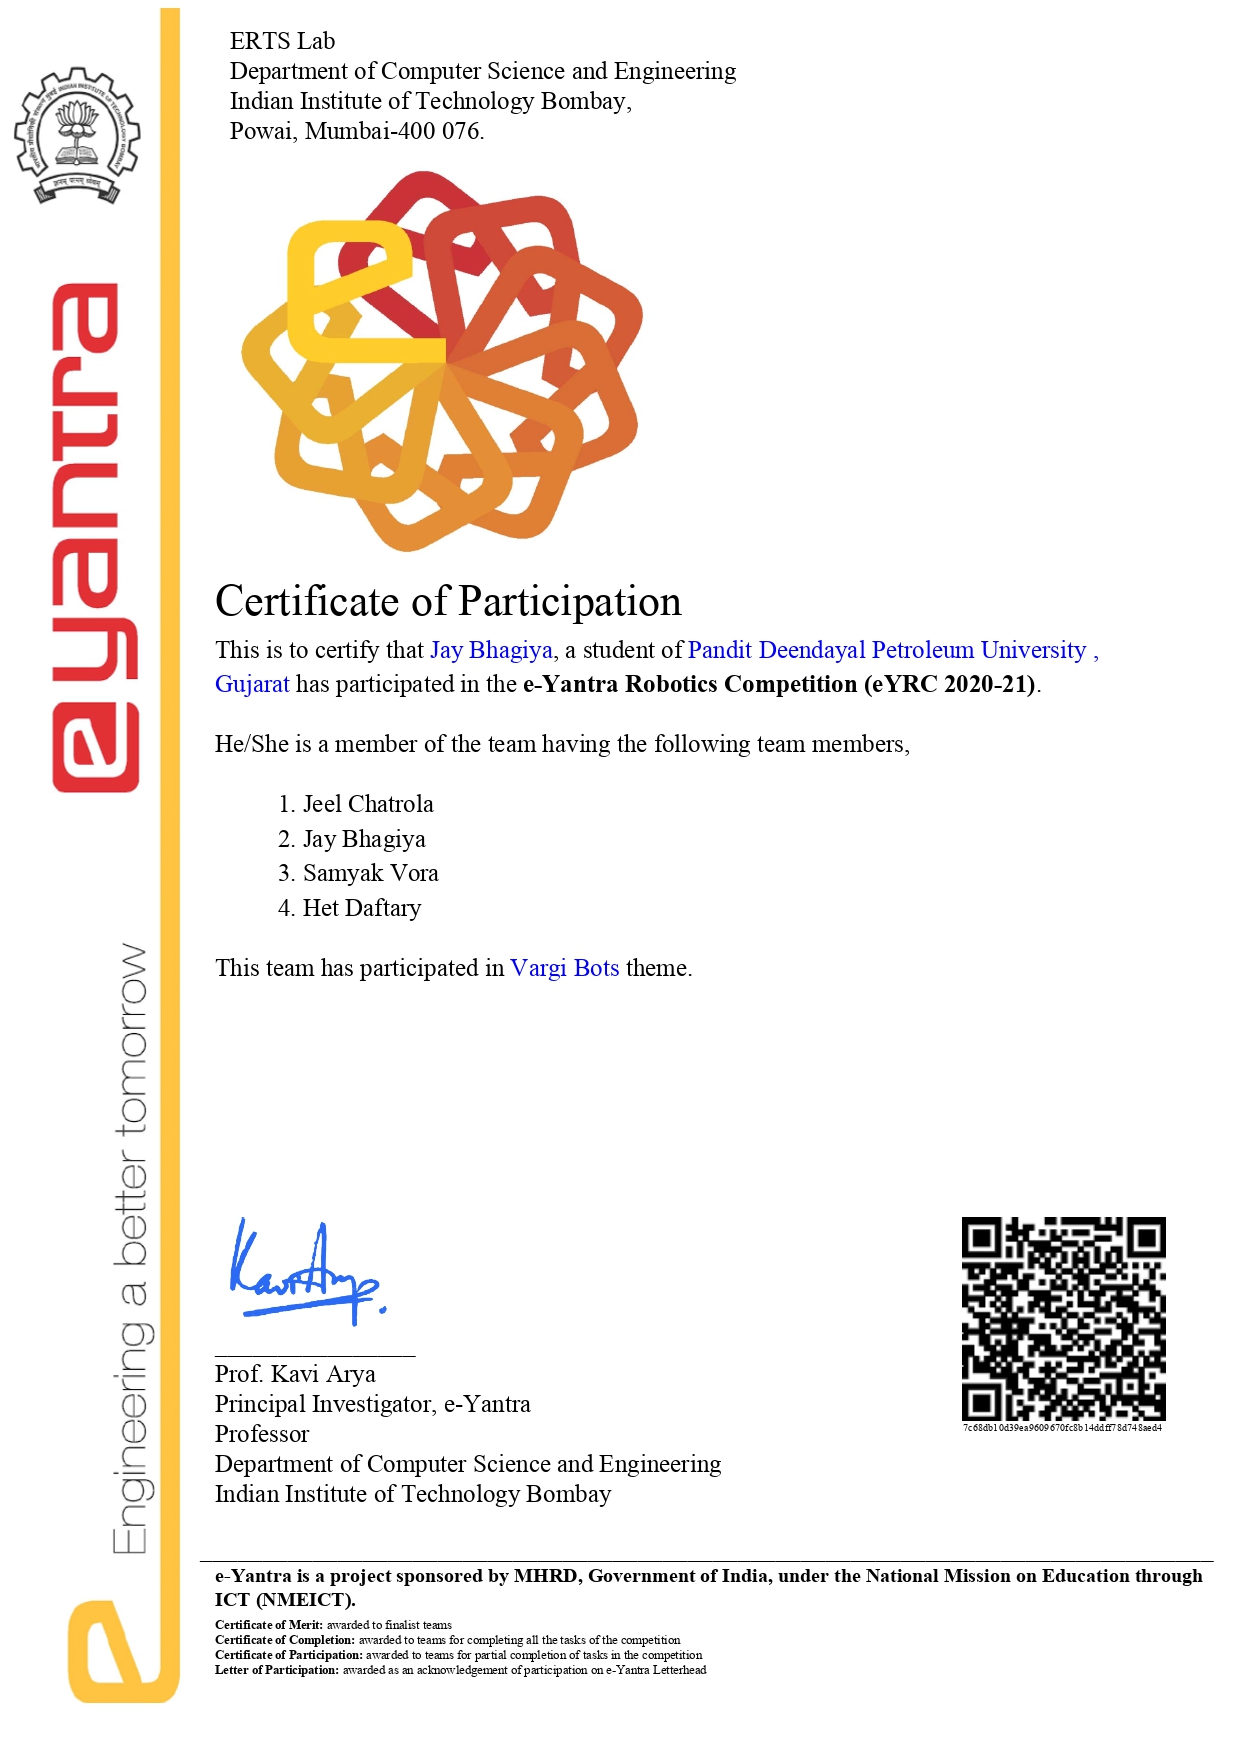 ERTS Lab
Department of Computer Science and Engineering
Indian Institute of Technology Bombay,
Powai, Mumbai-400 076.
eyantra
Engineering a better tomorrow
e
Certificate of Participation
This is to certify that Jay Bhagiya, a student of Pandit Deendayal Petroleum University ,
Gujarat has participated in the e-Yantra Robotics Competition (eYRC 2020-21).
He/She is a member of the team having the following team members,
1. Jeel Chatrola
2. Jay Bhagiya
3. Samyak Vora
4. Het Daftary
This team has participated in Vargi Bots theme.
Kavi Arya
Prof. Kavi Arya
Principal Investigator, e-Yantra
Professor
Department of Computer Science and Engineering
Indian Institute of Technology Bombay
7c68db10d39ea9609670fc8b14ddff78d748aed4
e-Yantra is a project sponsored by MHRD, Government of India, under the National Mission on Education through
ICT (NMEICT).
Certificate of Merit: awarded to finalist teams
Certificate of Completion: awarded to teams for completing all the tasks of the competition
Certificate of Participation: awarded to teams for partial completion of tasks in the competition
Letter of Participation: awarded as an acknowledgement of participation on e-Yantra Letterhead